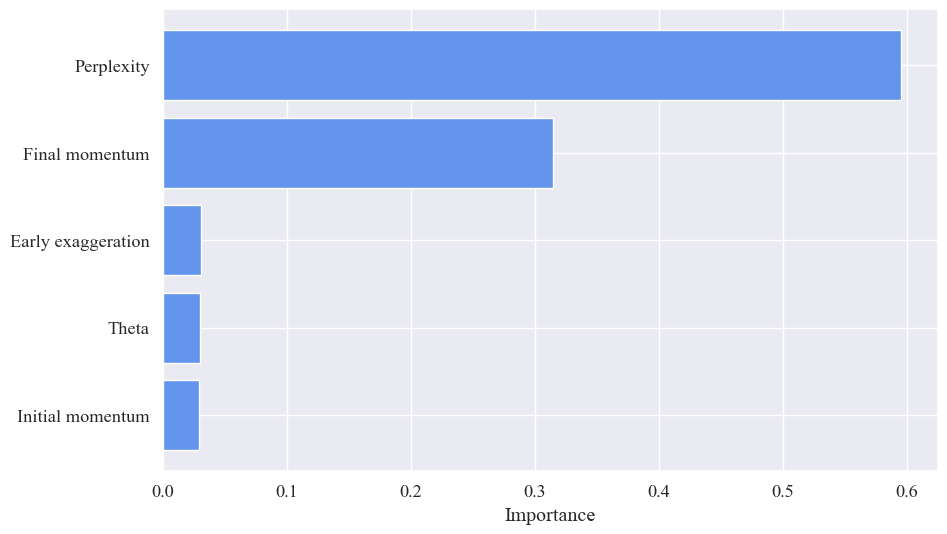 Perplexity
Final momentum
Early exaggeration
Theta
Initial momentum
0.0 0.1 0.2 0.3 0.4 0.5 0.6
Importance